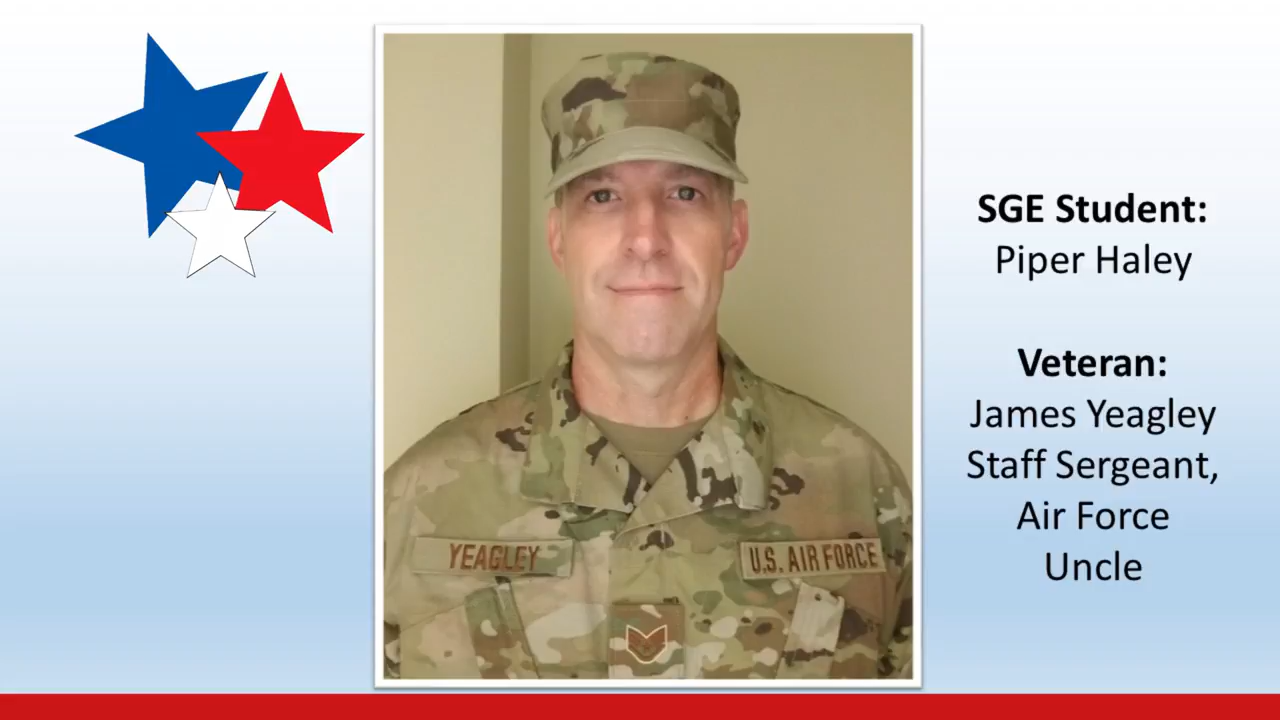 SGE Student:
Piper Haley
Veteran:
James Yeagley
Staff Sergeant,
Air Force
Uncle
YEAGLEY
U.S. AIR FORCE